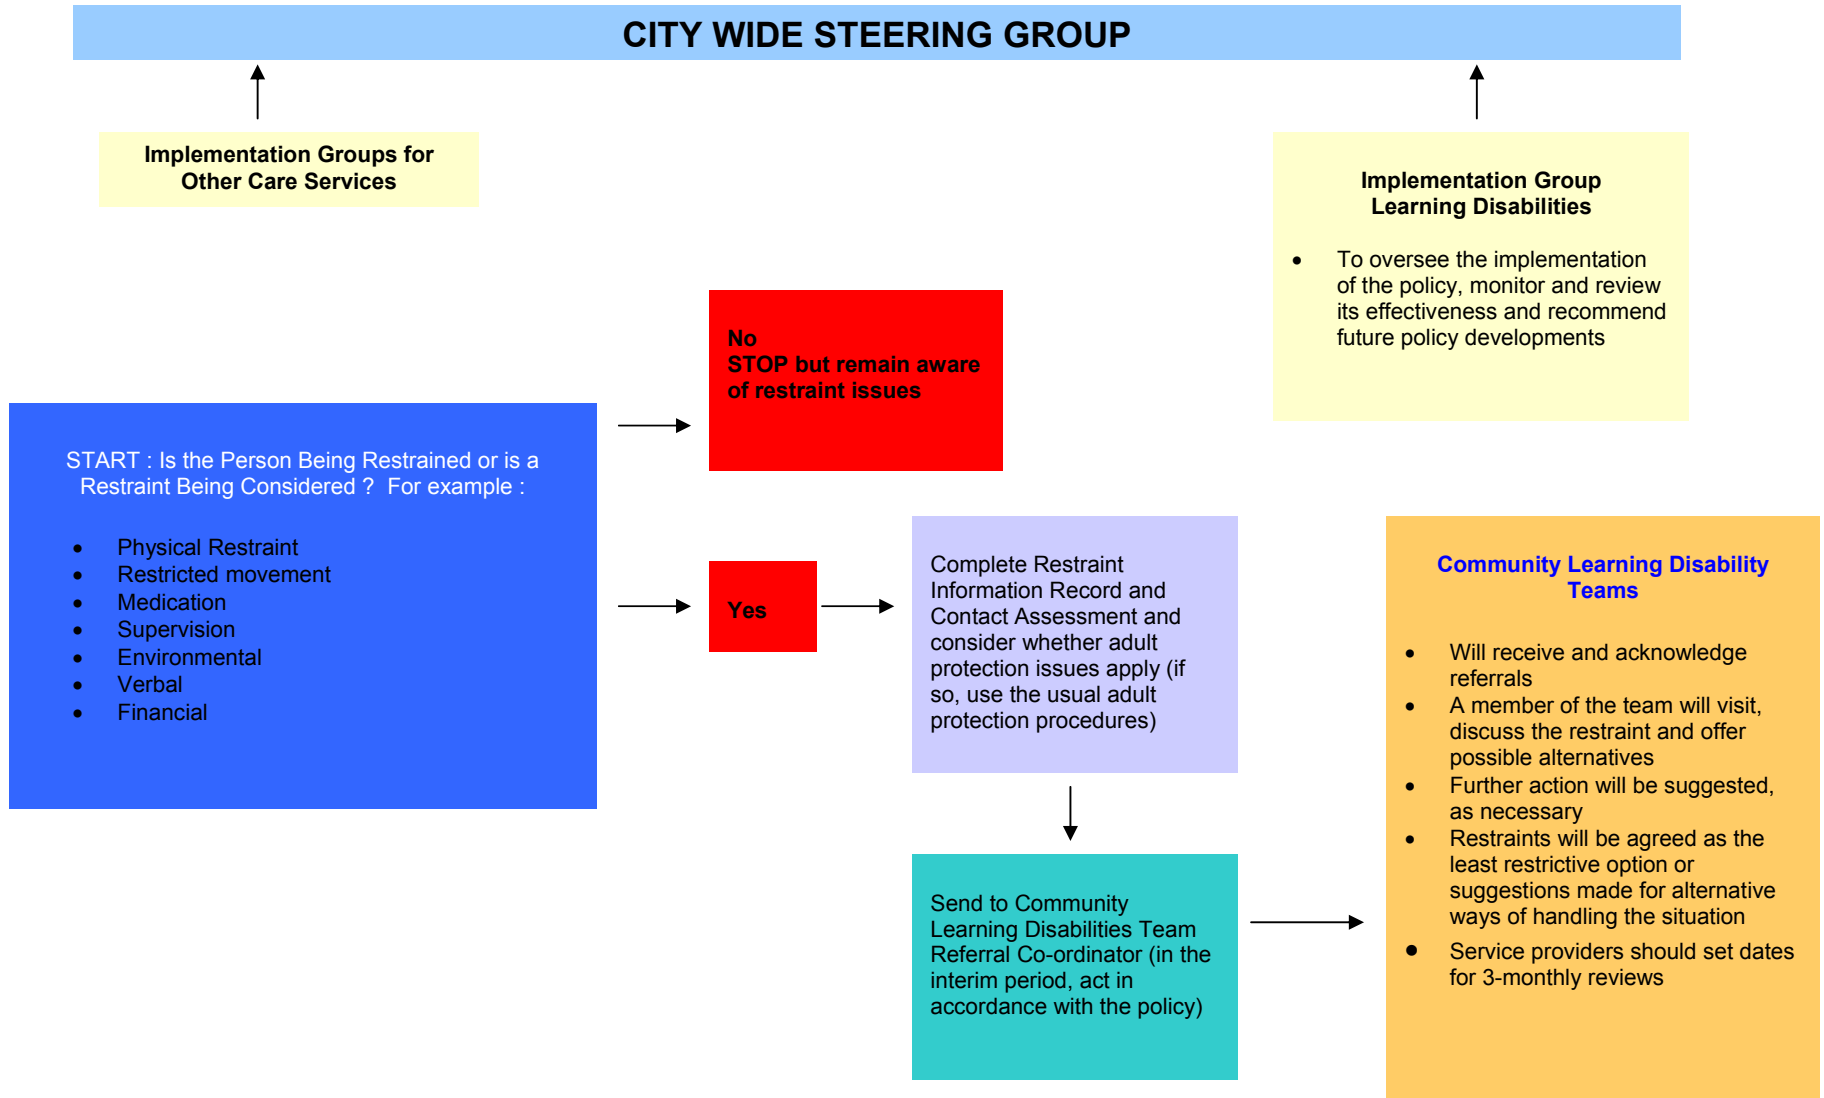 CITY WIDE STEERING GROUP
Implementation Groups for
Other Care Services
Implementation Group
Learning Disabilities
• To oversee the implementation
of the policy, monitor and review
its effectiveness and recommend
future policy developments
No
STOP but remain aware
of restraint issues
START : Is the Person Being Restrained or is a
Restraint Being Considered ? For example :
• Physical Restraint
• Restricted movement
• Medication
• Supervision
• Environmental
• Verbal
• Financial
Yes
Complete Restraint
Information Record and
Contact Assessment and
consider whether adult
protection issues apply (if
so, use the usual adult
protection procedures)
Send to Community
Learning Disabilities Team
Referral Co-ordinator (in the
interim period, act in
accordance with the policy)
Community Learning Disability
Teams
• Will receive and acknowledge
referrals
• A member of the team will visit,
discuss the restraint and offer
possible alternatives
• Further action will be suggested,
as necessary
• Restraints will be agreed as the
least restrictive option or
suggestions made for alternative
ways of handling the situation
• Service providers should set dates
for 3-monthly reviews